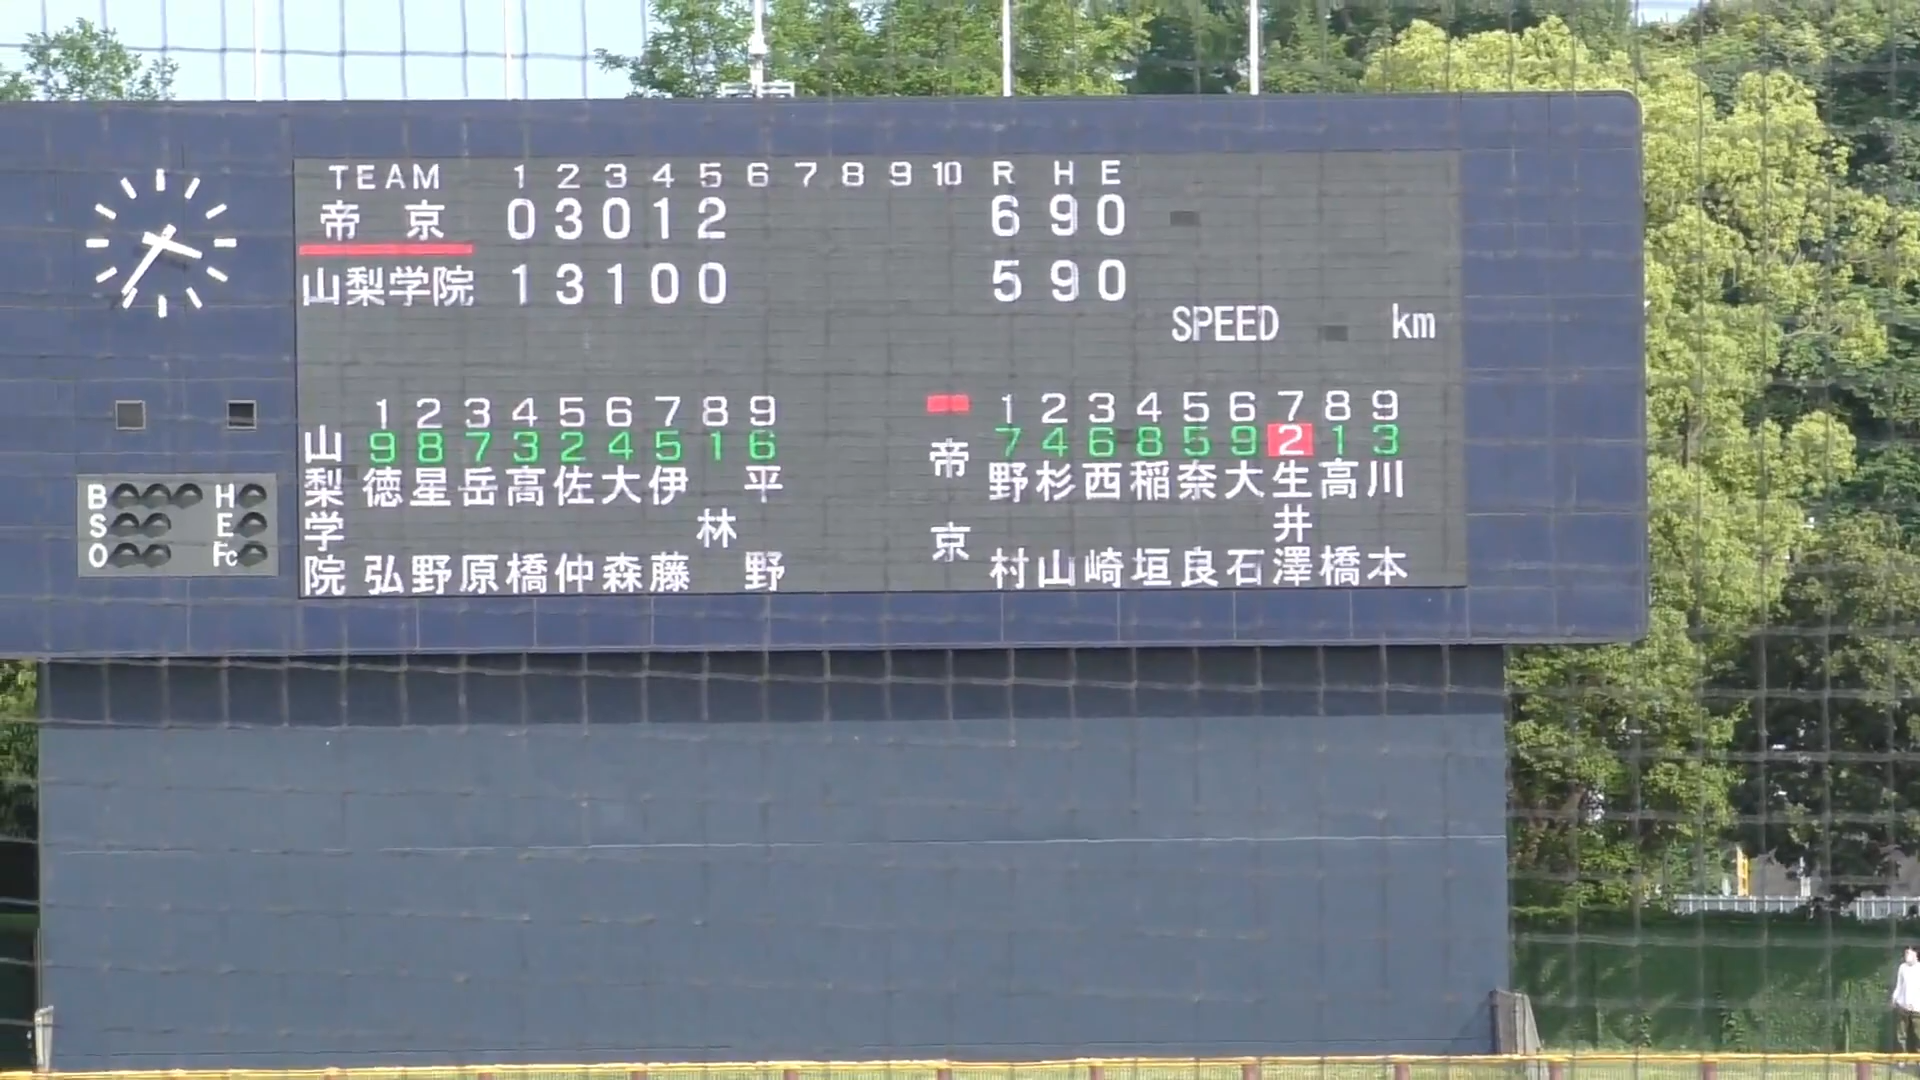 TEAM 1 2 3 4 5 6 7 8 9 10 R H E
帝京 0 3 0 1 2 6 9 0
山梨学院 1 3 1 0 0 5 9 0
SPEED km
山梨学院
1 2 3 4 5 6 7 8 9
9 8 7 3 2 4 5 1 6
徳弘 星野 岳原 高橋 佐仲 大森 伊藤 林 平野
帝京
1 2 3 4 5 6 7 8 9
7 4 6 8 5 9 2 1 3
野村 杉山 西崎 稲垣 奈良 大石 生井澤 高橋 川本
B H
S E
O Fc